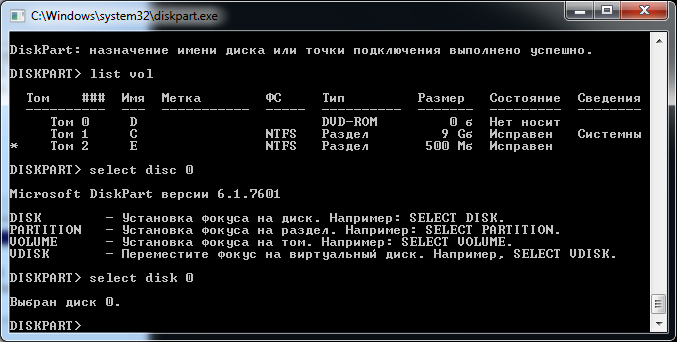 C:\Windows\system32\diskpart.exe
DiskPart: назначение имени диска или точки подключения выполнено успешно.
DISKPART> list vol
Том ### Имя Метка ФС Тип Размер Состояние Сведения
---------- --- ----------- ----- ---------- ------- --------- --------
Том 0 D DVD-ROM 0 б Нет носит
Том 1 C NTFS Раздел 9 Gб Исправен Системны
* Том 2 E NTFS Раздел 500 Мб Исправен
DISKPART> select disc 0
Microsoft DiskPart версии 6.1.7601
DISK - Установка фокуса на диск. Например: SELECT DISK.
PARTITION - Установка фокуса на раздел. Например: SELECT PARTITION.
VOLUME - Установка фокуса на том. Например: SELECT VOLUME.
VDISK - Переместите фокус на виртуальный диск. Например, SELECT VDISK.
DISKPART> select disk 0
Выбран диск 0.
DISKPART>